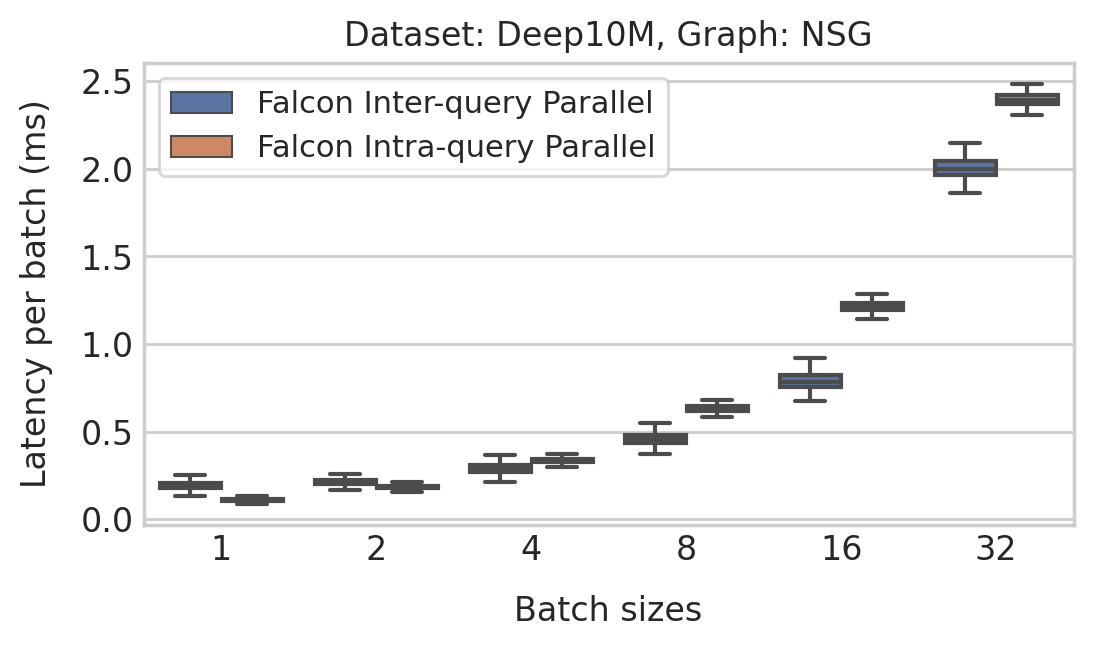 Dataset: Deep10M, Graph: NSG
Falcon Inter-query Parallel
Falcon Intra-query Parallel
Latency per batch (ms)
2.5
2.0
1.5
1.0
0.5
0.0
1 2 4 8 16 32
Batch sizes